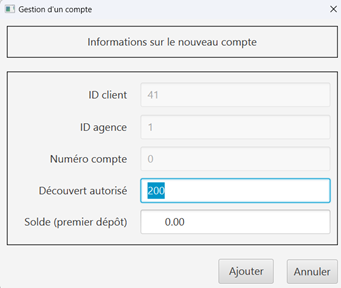 Gestion d'un compte
Informations sur le nouveau compte
ID client 41
ID agence 1
Numéro compte 0
Découvert autorisé 200
Solde (premier dépôt) 0.00
Ajouter Annuler